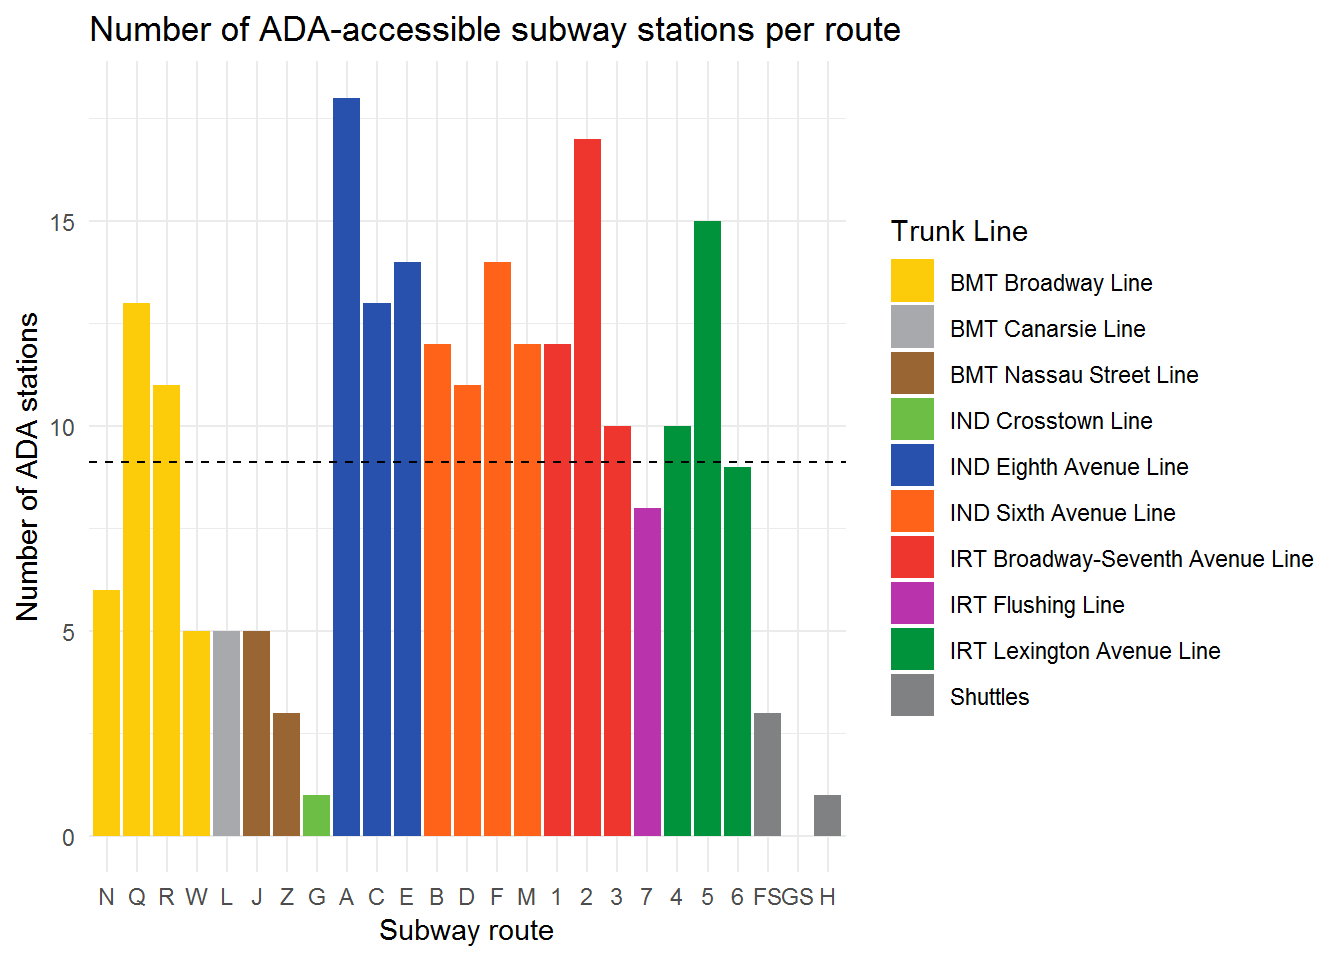 Number of ADA-accessible subway stations per route
Number of ADA stations
15
10
5
0
N Q R W L J Z G A C E B D F M 1 2 3 7 4 5 6 FS GS H
Subway route
Trunk Line
BMT Broadway Line
BMT Canarsie Line
BMT Nassau Street Line
IND Crosstown Line
IND Eighth Avenue Line
IND Sixth Avenue Line
IRT Broadway-Seventh Avenue Line
IRT Flushing Line
IRT Lexington Avenue Line
Shuttles